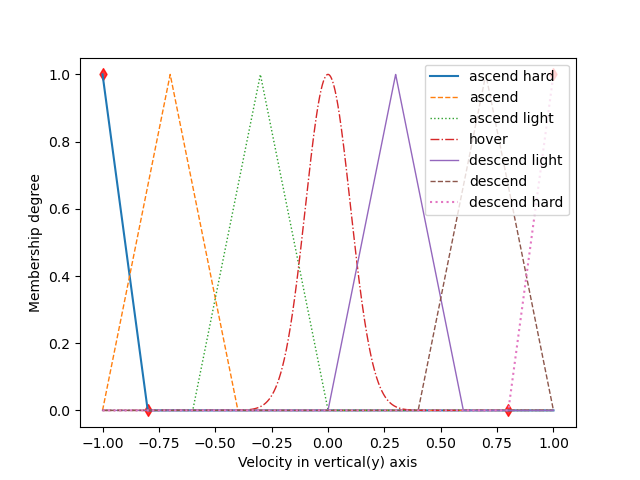 1.0
0.8
0.6
0.4
0.2
0.0
Membership degree
ascend hard
ascend
ascend light
hover
descend light
descend
descend hard
−1.00 −0.75 −0.50 −0.25 0.00 0.25 0.50 0.75 1.00
Velocity in vertical(y) axis